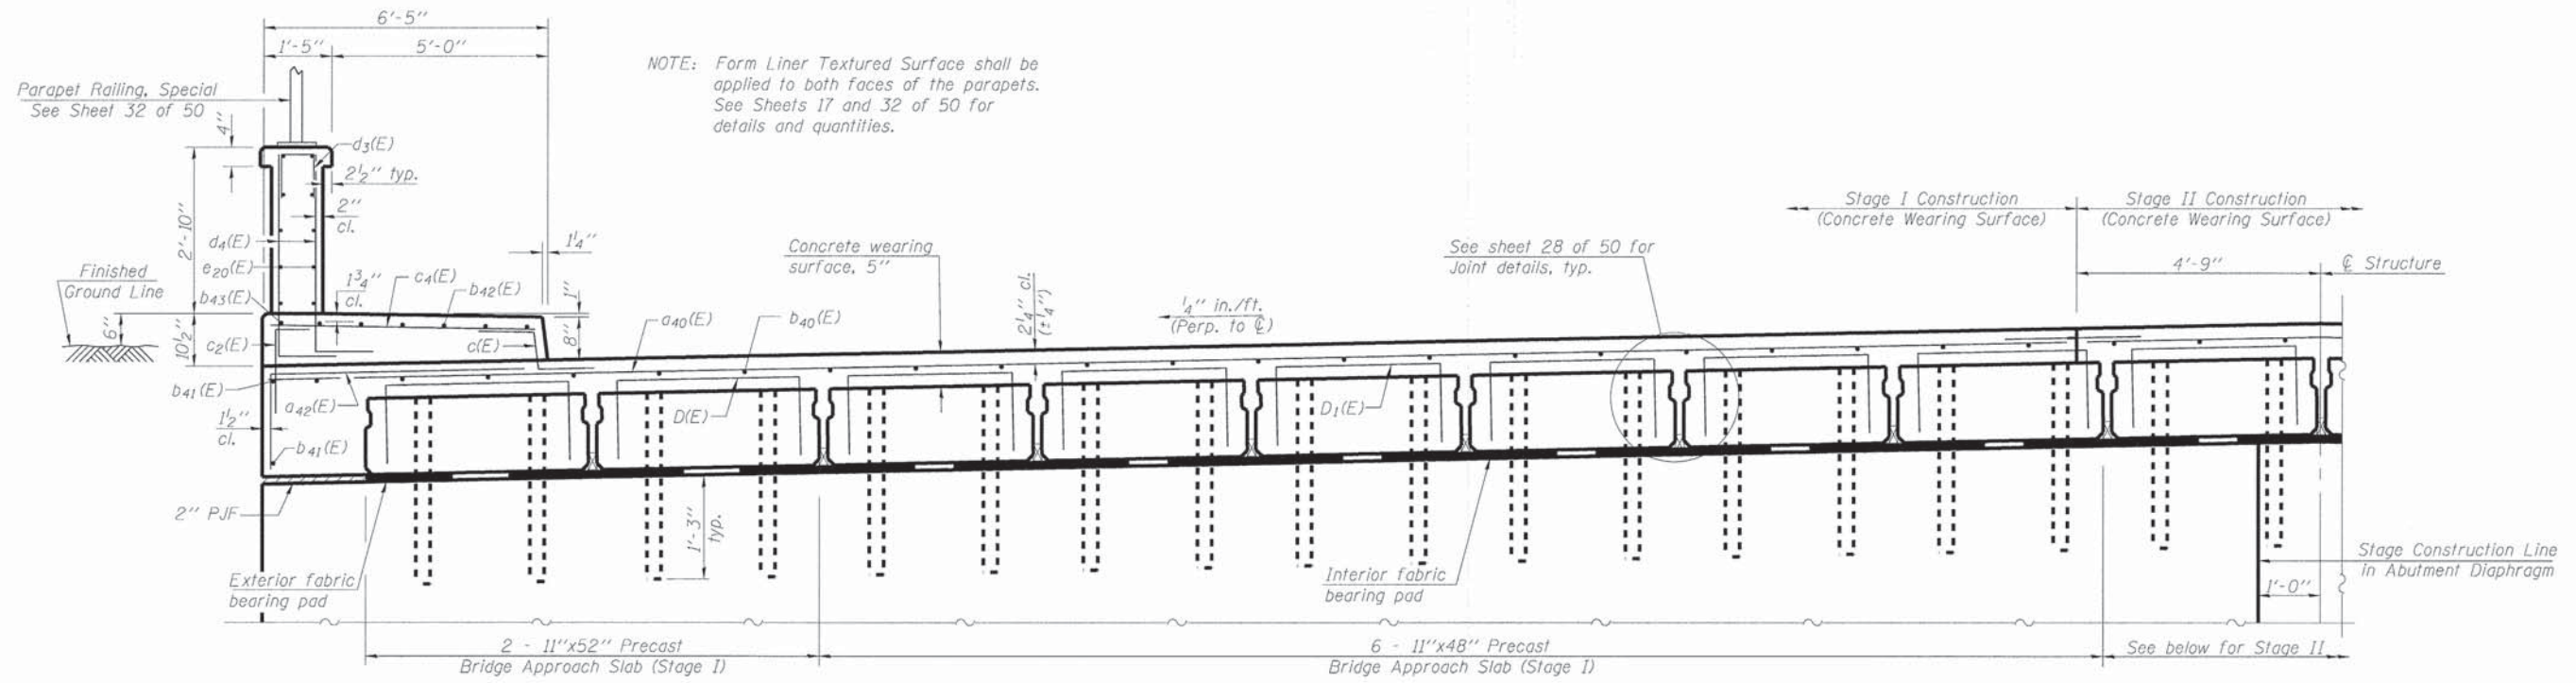 6'-5"
1'-5"
5'-0"
NOTE: Form Liner Textured Surface shall be
applied to both faces of the parapets.
See Sheets 17 and 32 of 50 for
details and quantities.
Parapet Railing, Special
See Sheet 32 of 50
4"
d3(E)
2½" typ.
2"
cl.
2'-10"
d4(E)
e20(E)
b43(E)
1¾"
cl.
c4(E)
b42(E)
1¼"
1"
8"
Finished
Ground Line
6"
10½"
c2(E)
c(E)
b41(E)
a42(E)
1½"
cl.
b41(E)
a40(E)
b40(E)
D(E)
Concrete wearing
surface, 5"
2¼" cl.
(±¼")
¼" in./ft.
(Perp. to ℄)
See sheet 28 of 50 for
Joint details, typ.
D1(E)
Stage I Construction
(Concrete Wearing Surface)
Stage II Construction
(Concrete Wearing Surface)
4'-9"
℄ Structure
2" PJF
1'-3"
typ.
Exterior fabric
bearing pad
Interior fabric
bearing pad
Stage Construction Line
in Abutment Diaphragm
1'-0"
2 - 11"x52" Precast
Bridge Approach Slab (Stage I)
6 - 11"x48" Precast
Bridge Approach Slab (Stage I)
See below for Stage II